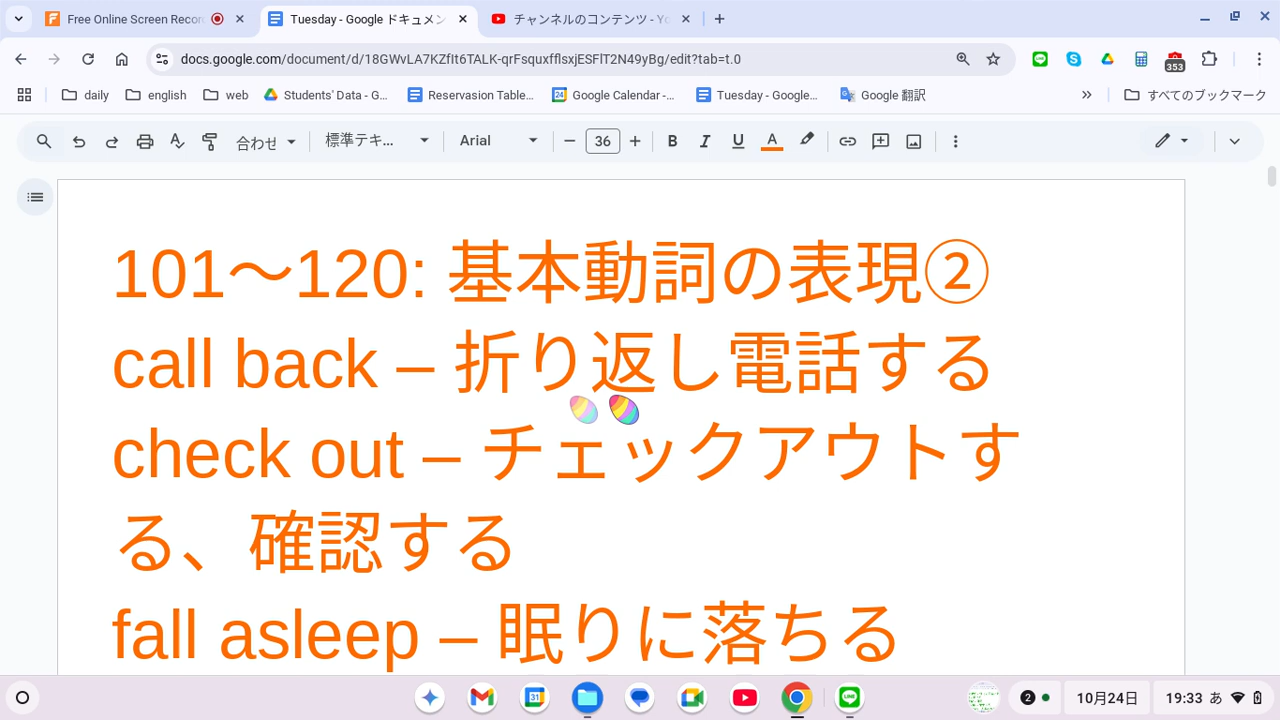 Free Online Screen Recor
Tuesday - Google ドキュメン
チャンネルのコンテンツ - Yo
docs.google.com/document/d/18GWvLA7KZfIt6TALK-qrFsquxfflsxjESFlT2N49yBg/edit?tab=t.0
353
daily
english
web
Students' Data - G...
Reservasion Table...
24
Google Calendar -...
Tuesday - Google...
Google 翻訳
すべてのブックマーク
合わせ
標準テキ...
Arial
36
B
I
U
A
101～120: 基本動詞の表現②
call back – 折り返し電話する
check out – チェックアウトす
る、確認する
fall asleep – 眠りに落ちる
31
LINE
2
10月24日
19:33 あ